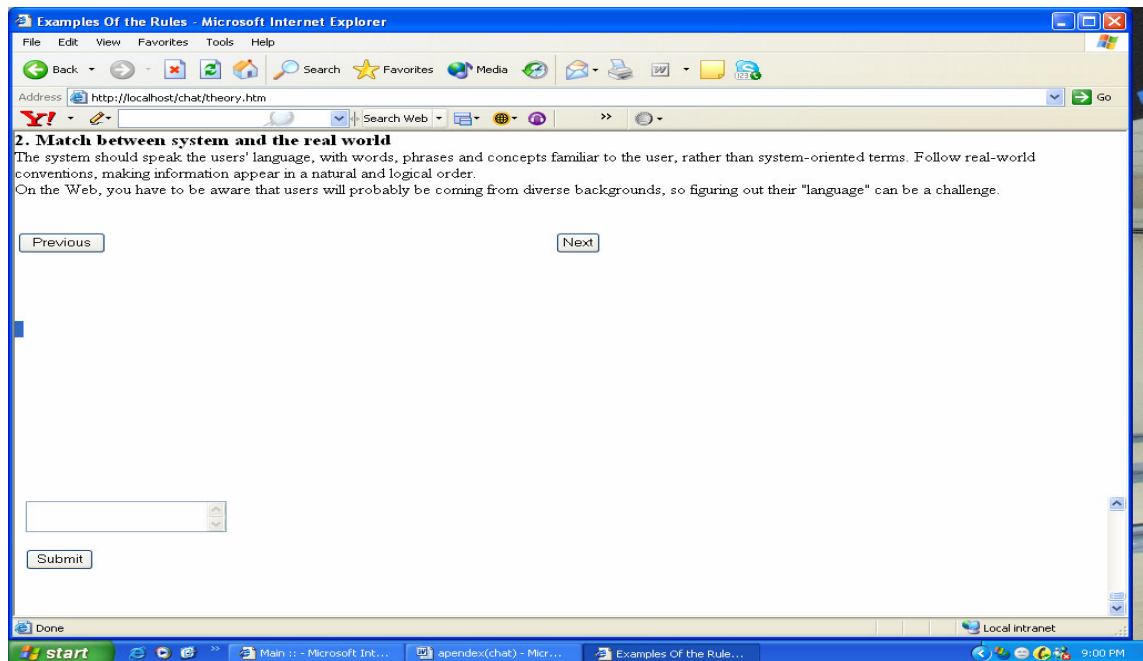 Examples Of the Rules - Microsoft Internet Explorer
File Edit View Favorites Tools Help
Back Search Favorites Media
Address http://localhost/chat/theory.htm Go
Y! Search Web »
2. Match between system and the real world
The system should speak the users' language, with words, phrases and concepts familiar to the user, rather than system-oriented terms. Follow real-world
conventions, making information appear in a natural and logical order.
On the Web, you have to be aware that users will probably be coming from diverse backgrounds, so figuring out their "language" can be a challenge.
Previous Next
Submit
Done Local intranet
start » Main :: - Microsoft Int... apendex(chat) - Micr... Examples Of the Rule... 9:00 PM